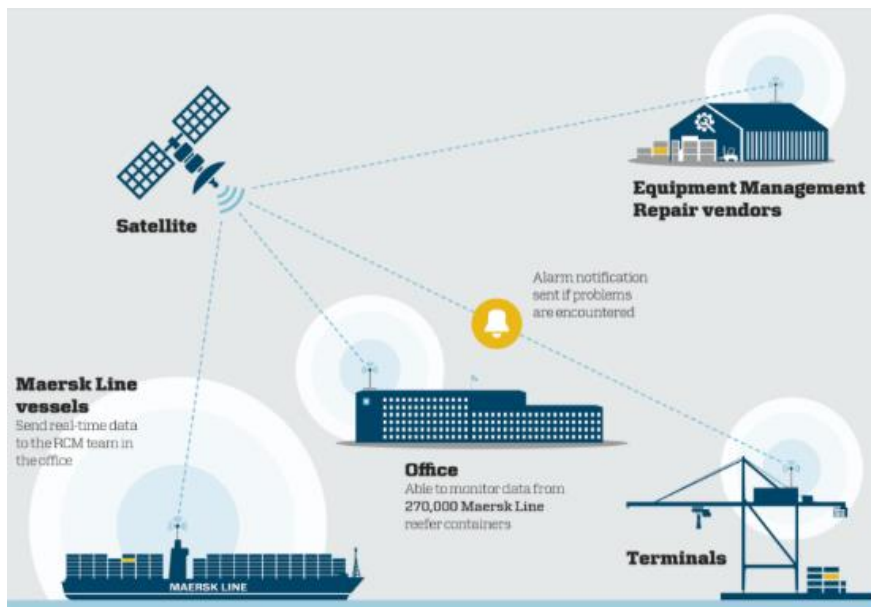 Satellite
Equipment Management
Repair vendors
Alarm notification
sent if problems
are encountered
Maersk Line
vessels
Send real-time data
to the RCM team in
the office
Office
Able to monitor data from
270,000 Maersk Line
reefer containers
Terminals
MAERSK LINE